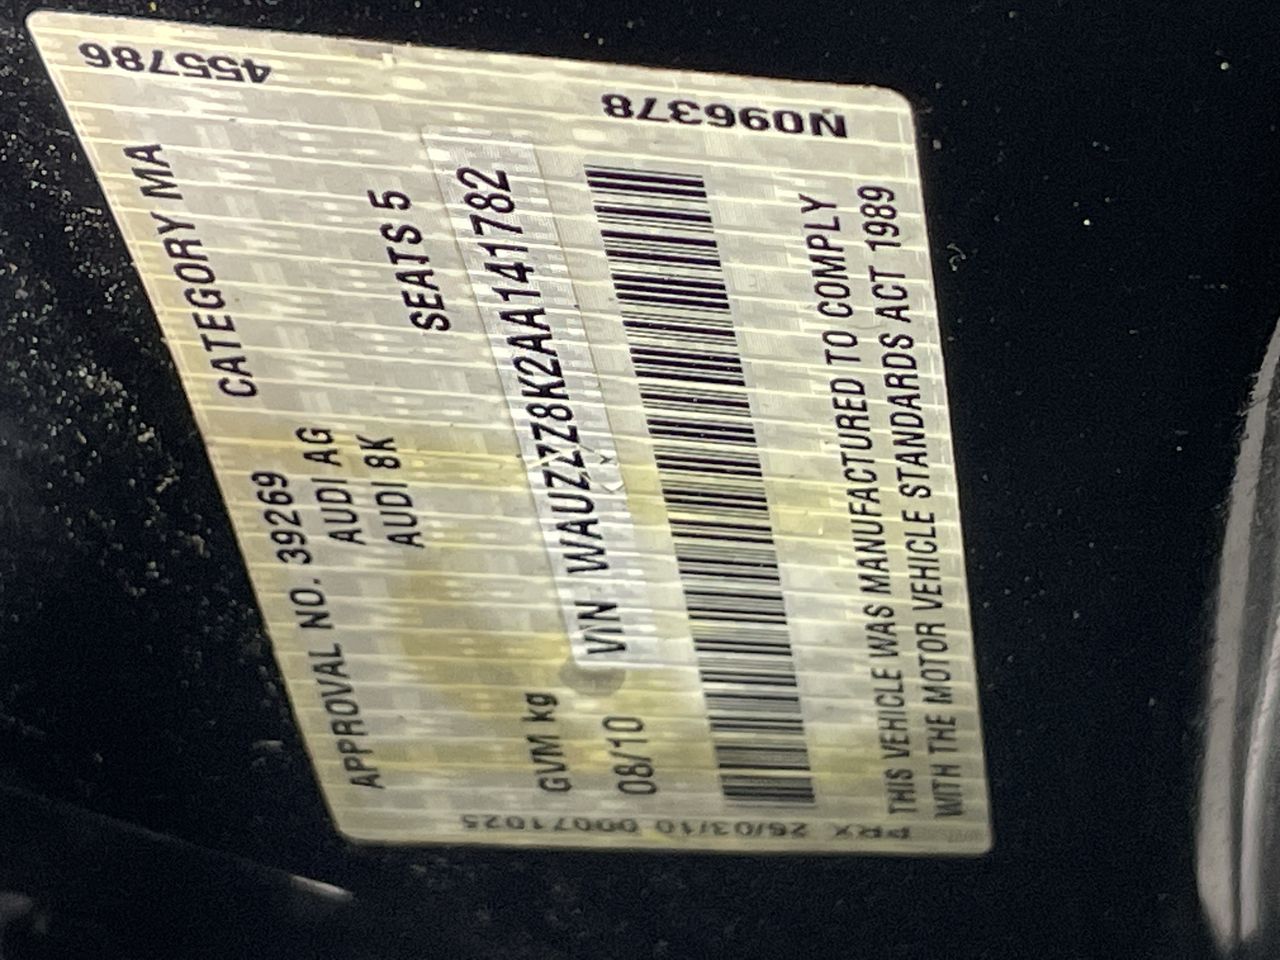 APPROVAL NO. 39269 CATEGORY MA
AUDI AG
AUDI 8K
SEATS 5
GVM kg
08/10 VIN WAUZZZ8K2AA141782
THIS VEHICLE WAS MANUFACTURED TO COMPLY
WITH THE MOTOR VEHICLE STANDARDS ACT 1989
455786
N096378
PRX 26/03/10 00071025